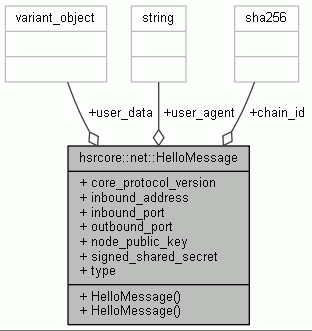 variant_object
string
sha256
+user_data
+user_agent
+chain_id
hsrcore::net::HelloMessage
+ core_protocol_version
+ inbound_address
+ inbound_port
+ outbound_port
+ node_public_key
+ signed_shared_secret
+ type
+ HelloMessage()
+ HelloMessage()